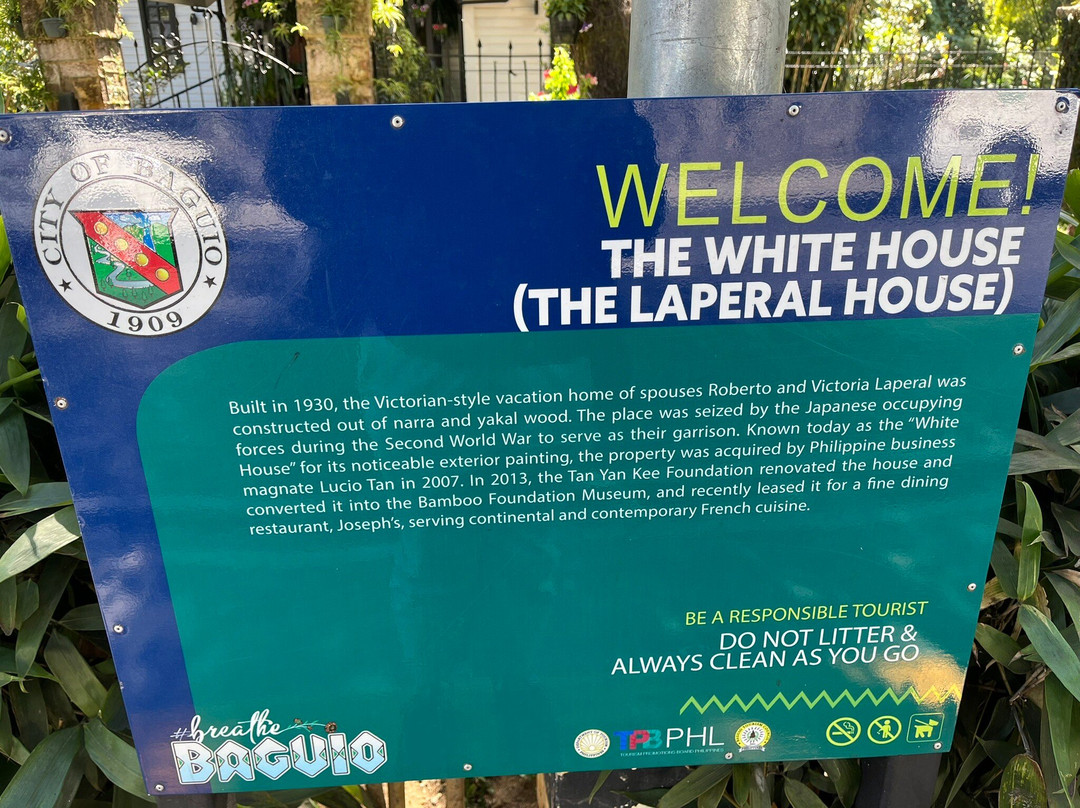 CITY OF BAGUIO
1909
WELCOME!
THE WHITE HOUSE
(THE LAPERAL HOUSE)
Built in 1930, the Victorian-style vacation home of spouses Roberto and Victoria Laperal was
constructed out of narra and yakal wood. The place was seized by the Japanese occupying
forces during the Second World War to serve as their garrison. Known today as the "White
House" for its noticeable exterior painting, the property was acquired by Philippine business
magnate Lucio Tan in 2007. In 2013, the Tan Yan Kee Foundation renovated the house and
converted it into the Bamboo Foundation Museum, and recently leased it for a fine dining
restaurant, Joseph's, serving continental and contemporary French cuisine.
BE A RESPONSIBLE TOURIST
DO NOT LITTER &
ALWAYS CLEAN AS YOU GO
#breathe
BAGUIO
TPB PHL
TOURISM PROMOTIONS BOARD PHILIPPINES